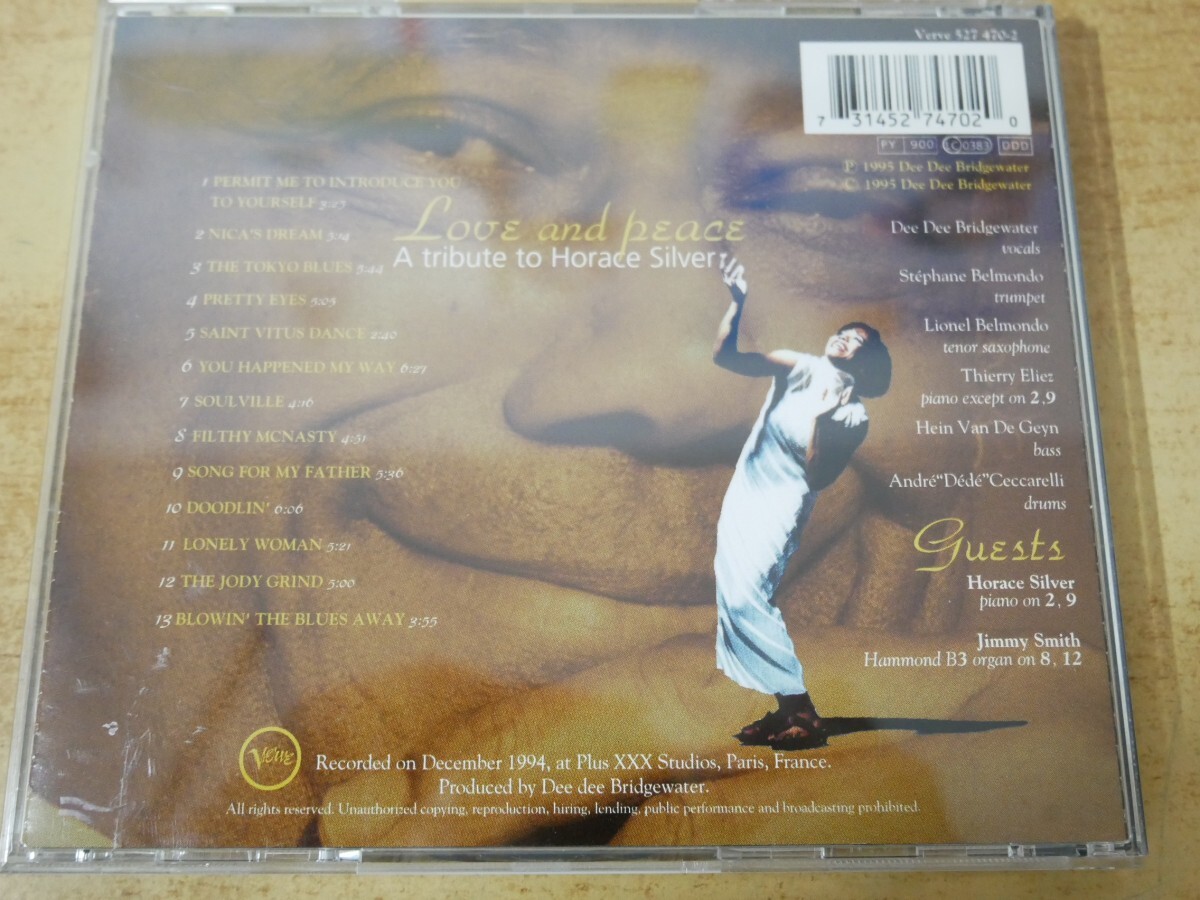 Verve 527 470-2
7 31452 74702 0
PY 900 LC 0383 DDD
℗ 1995 Dee Dee Bridgewater
© 1995 Dee Dee Bridgewater
Love and peace
A tribute to Horace Silver
1 PERMIT ME TO INTRODUCE YOU
TO YOURSELF
2 NICA'S DREAM 5:14
3 THE TOKYO BLUES 5:44
4 PRETTY EYES 5:05
5 SAINT VITUS DANCE 2:40
6 YOU HAPPENED MY WAY 6:27
7 SOULVILLE 4:16
8 FILTHY MCNASTY 4:51
9 SONG FOR MY FATHER 5:36
10 DOODLIN' 6:06
11 LONELY WOMAN 5:21
12 THE JODY GRIND 5:00
13 BLOWIN' THE BLUES AWAY 3:55
Dee Dee Bridgewater
vocals
Stéphane Belmondo
trumpet
Lionel Belmondo
tenor saxophone
Thierry Eliez
piano except on 2,9
Hein Van De Geyn
bass
André"Dédé"Ceccarelli
drums
Guests
Horace Silver
piano on 2, 9
Jimmy Smith
Hammond B3 organ on 8, 12
Verve
Recorded on December 1994, at Plus XXX Studios, Paris, France.
Produced by Dee dee Bridgewater.
All rights reserved. Unauthorized copying, reproduction, hiring, lending, public performance and broadcasting prohibited.